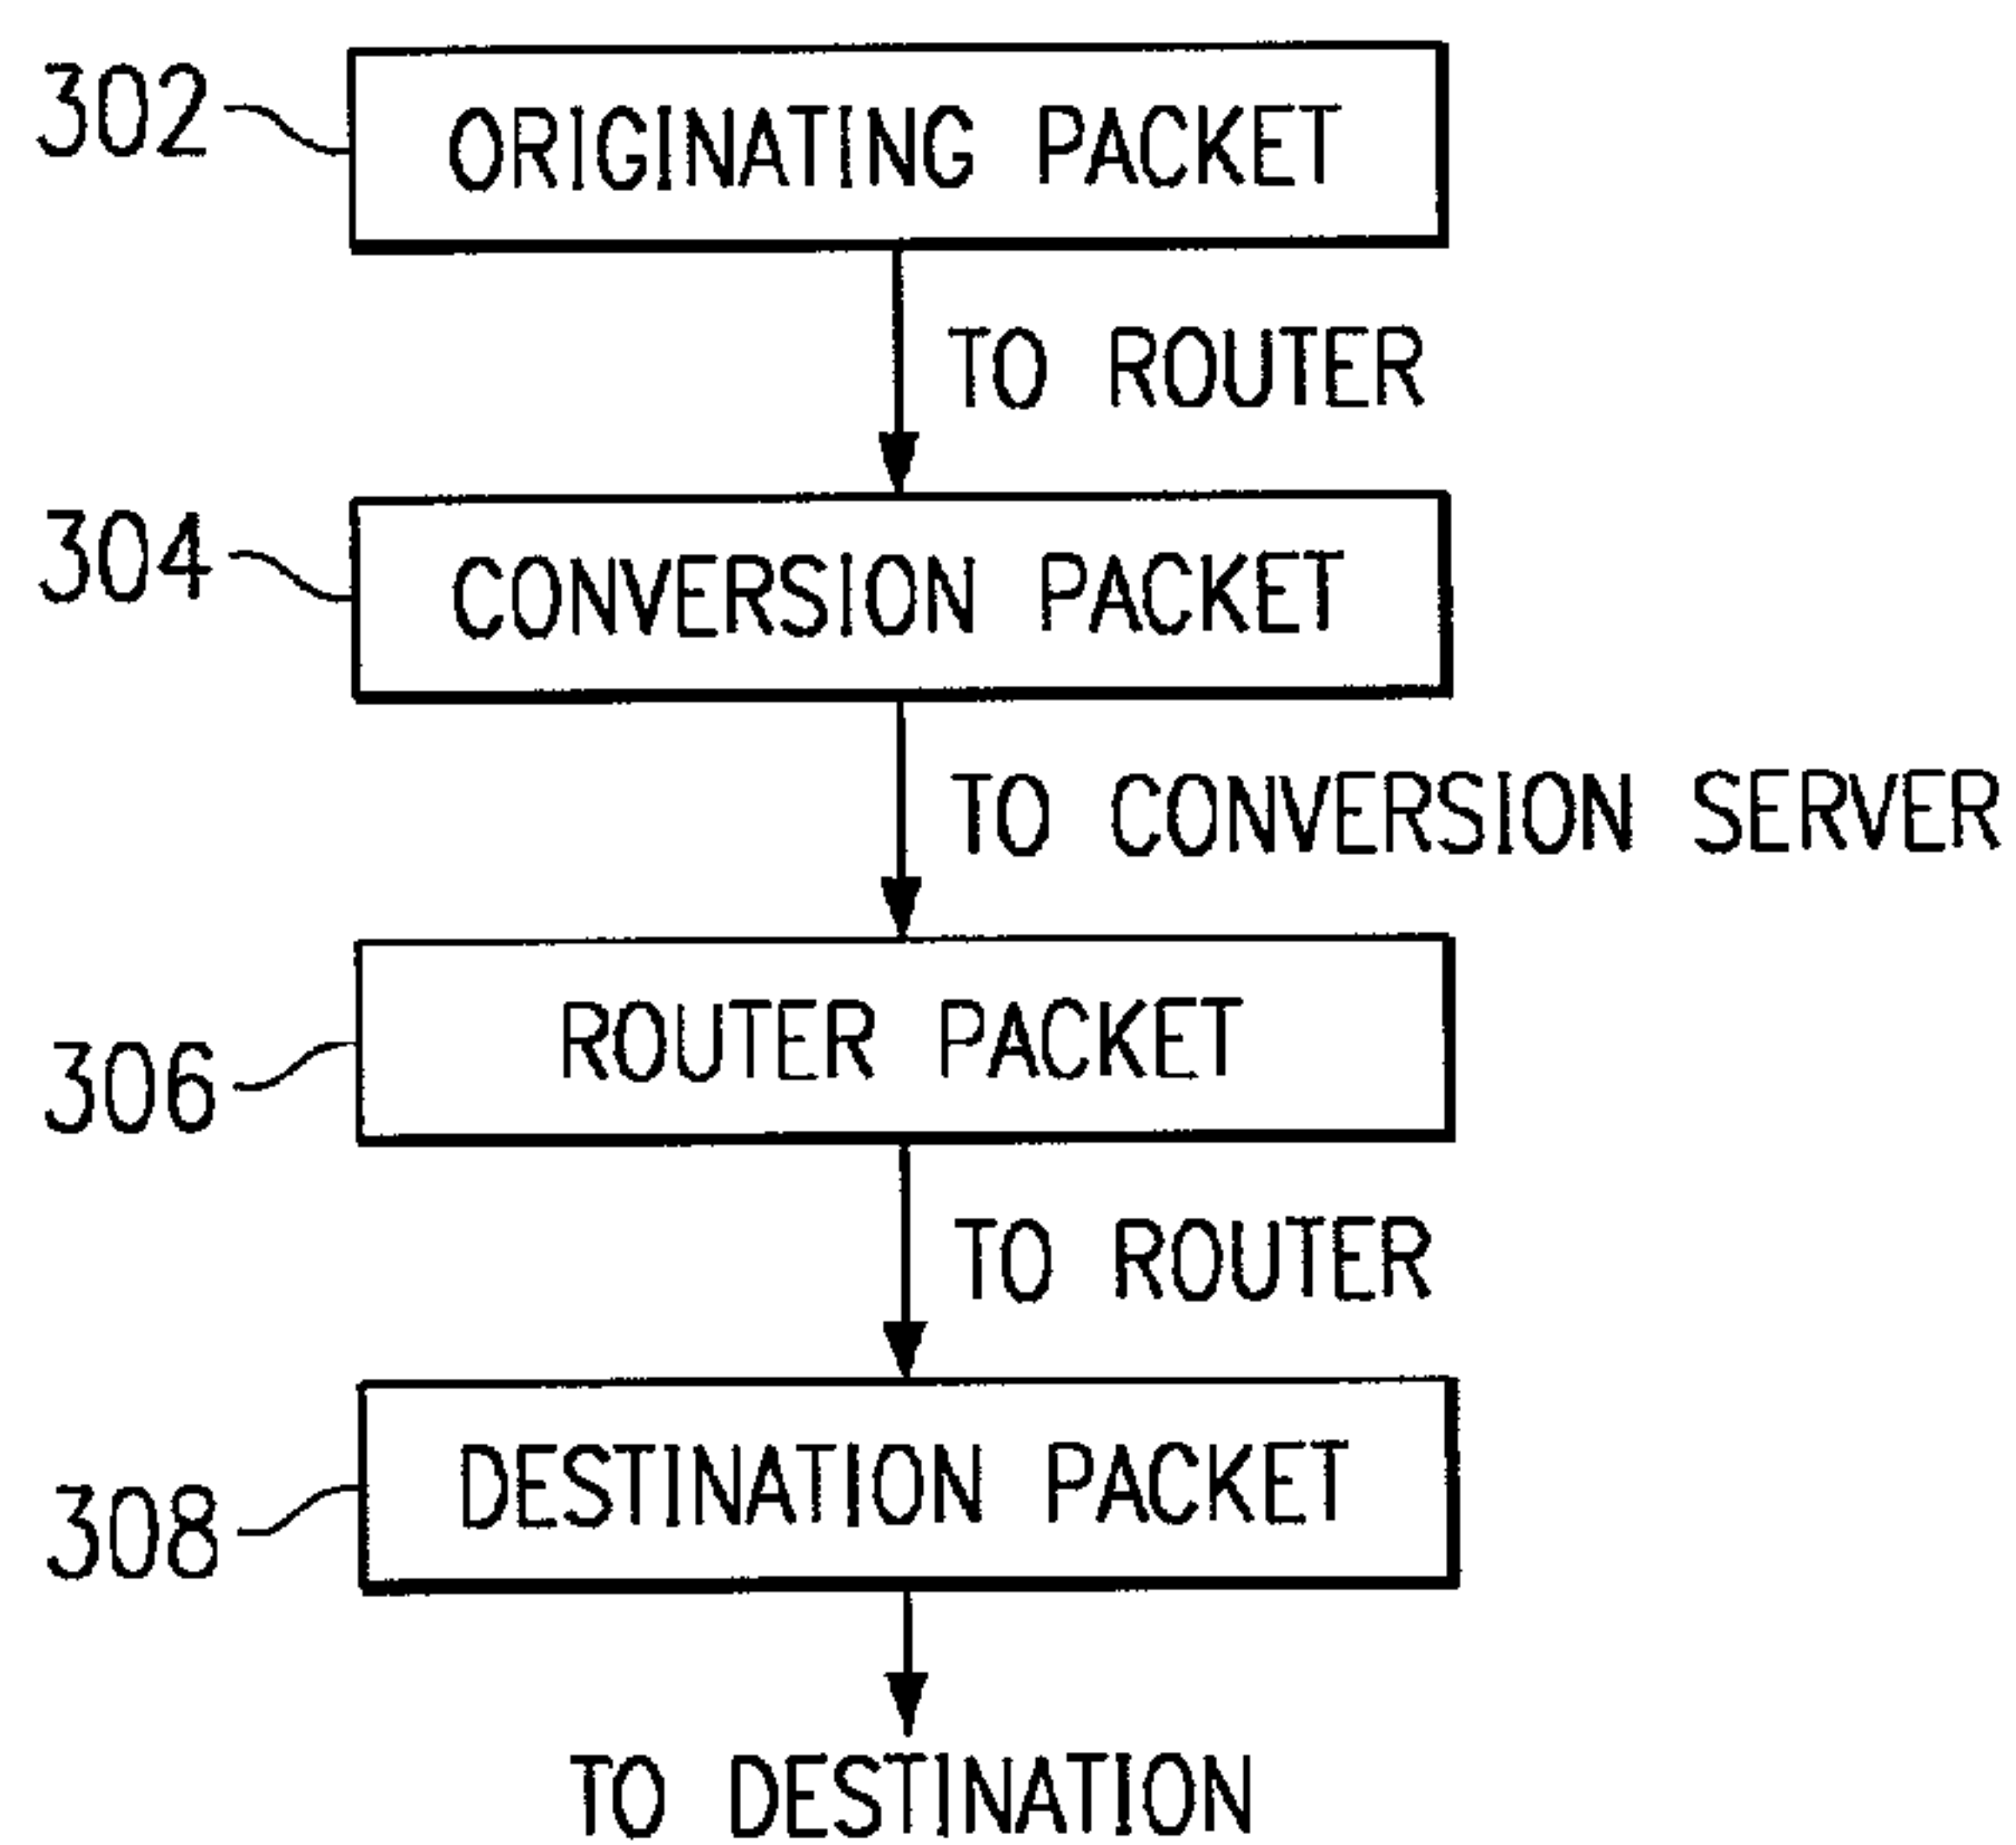 302 ORIGINATING PACKET
TO ROUTER
304 CONVERSION PACKET
TO CONVERSION SERVER
306 ROUTER PACKET
TO ROUTER
308 DESTINATION PACKET
TO DESTINATION